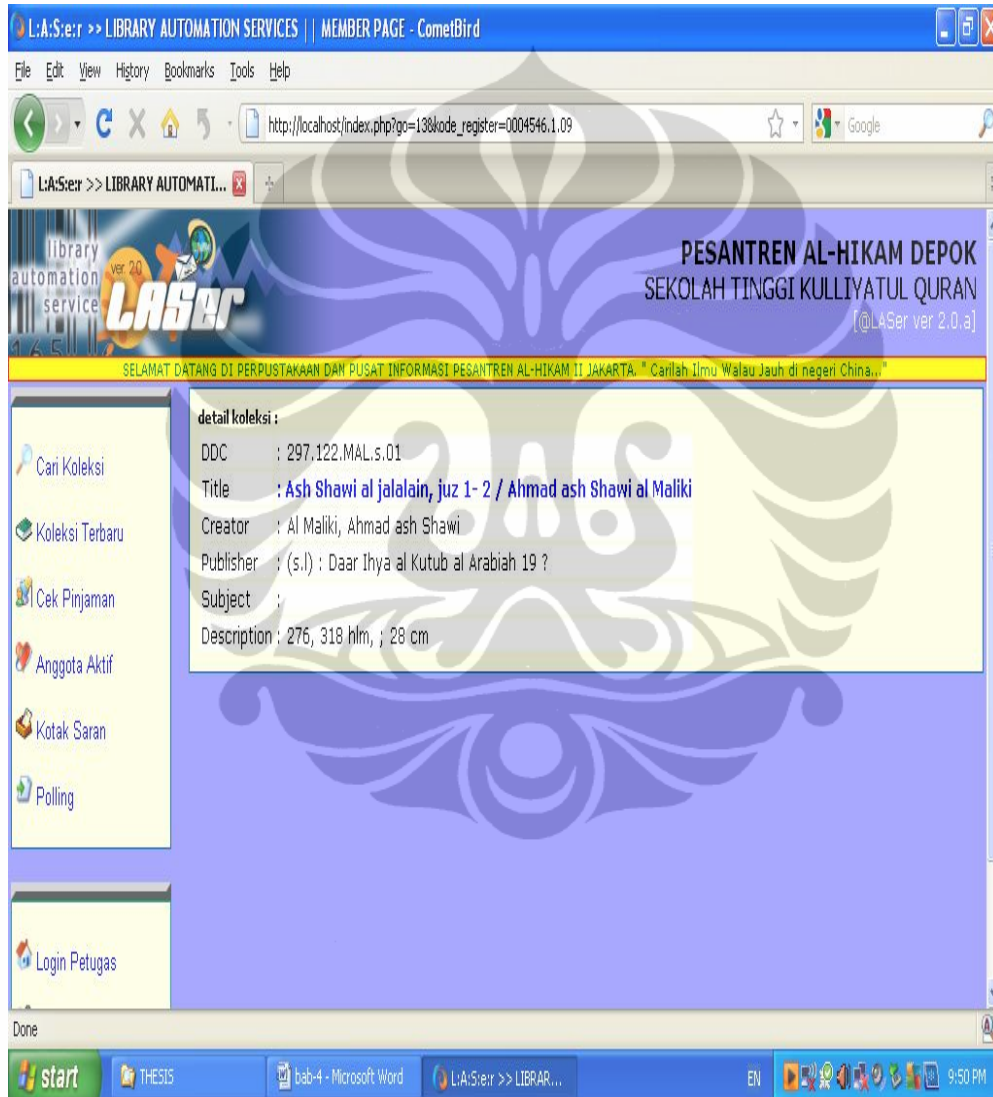 L:A:S:e:r >> LIBRARY AUTOMATION SERVICES || MEMBER PAGE - CometBird
File Edit View History Bookmarks Tools Help
http://localhost/index.php?go=13&kode_register=0004546.1.09
Google
L:A:S:e:r >> LIBRARY AUTOMATI...
library
automation
service
ver. 2.0
LASer
165
PESANTREN AL-HIKAM DEPOK
SEKOLAH TINGGI KULLIYATUL QURAN
[@LASer ver 2.0.a]
SELAMAT DATANG DI PERPUSTAKAAN DAN PUSAT INFORMASI PESANTREN AL-HIKAM II JAKARTA. " Carilah Ilmu Walau Jauh di negeri China..."
Cari Koleksi
Koleksi Terbaru
Cek Pinjaman
Anggota Aktif
Kotak Saran
Polling
detail koleksi :
DDC : 297.122.MAL.s.01
Title : Ash Shawi al jalalain, juz 1- 2 / Ahmad ash Shawi al Maliki
Creator : Al Maliki, Ahmad ash Shawi
Publisher : (s.l) : Daar Ihya al Kutub al Arabiah 19 ?
Subject :
Description : 276, 318 hlm, ; 28 cm
Login Petugas
Done
start
THESIS
bab-4 - Microsoft Word
L:A:S:e:r >> LIBRAR...
EN
9:50 PM